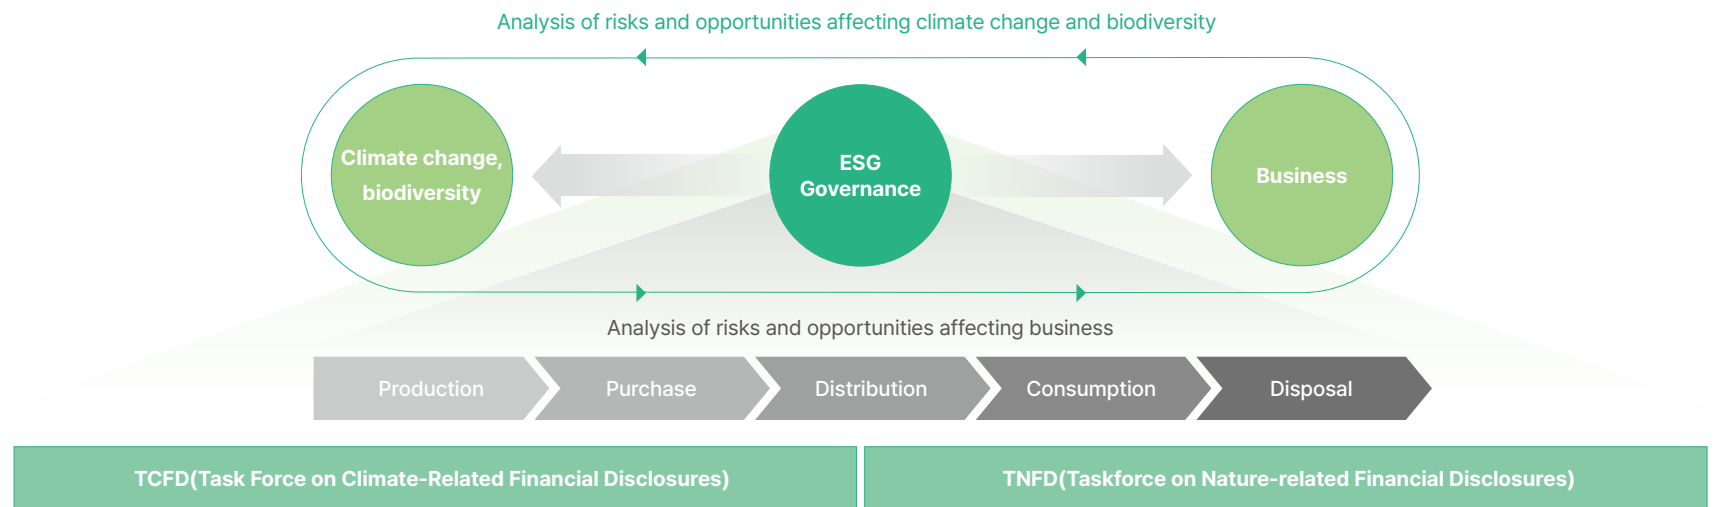 Analysis of risks and opportunities affecting climate change and biodiversity
Climate change,
biodiversity
ESG
Governance
Business
Analysis of risks and opportunities affecting business
Production
Purchase
Distribution
Consumption
Disposal
TCFD(Task Force on Climate-Related Financial Disclosures)
TNFD(Taskforce on Nature-related Financial Disclosures)